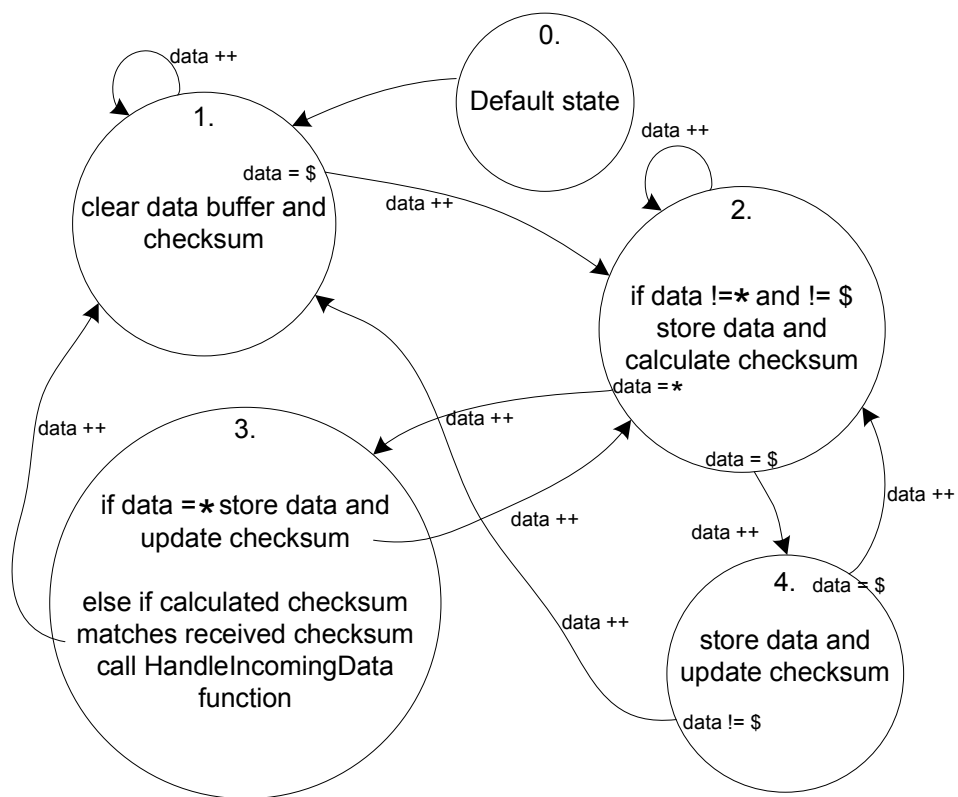 0.
Default state
data ++
1.
data = $
clear data buffer and
checksum
data ++
data ++
2.
if data !=* and != $
store data and
calculate checksum
data =*
data = $
data ++
data ++
3.
if data =* store data and
update checksum
else if calculated checksum
matches received checksum
call HandleIncomingData
function
data ++
data ++
data ++
data ++
4.
data = $
store data and
update checksum
data != $